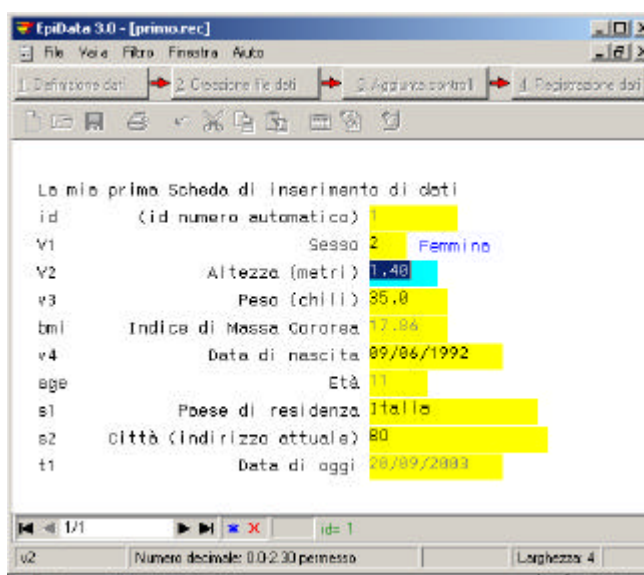 EpiData 3.0 - [primo.rec]
File Vai a Filtro Finestra Aiuto
1. Definizione dati 2. Creazione file dati 3. Aggiunta controlli 4. Registrazione dati
La mia prima Scheda di inserimento di dati
id (id numero automatico) 1
V1 Sesso 2 Femmina
V2 Altezza (metri) 1.40
v3 Peso (chili) 35.0
bmi Indice di Massa Cororea 17.86
v4 Data di nascita 09/06/1992
age Età 11
s1 Paese di residenza Italia
s2 Città (indirizzo attuale) BO
t1 Data di oggi 20/09/2003
1/1 id= 1
v2 Numero decimale: 0.0-2.30 permesso Larghezza: 4